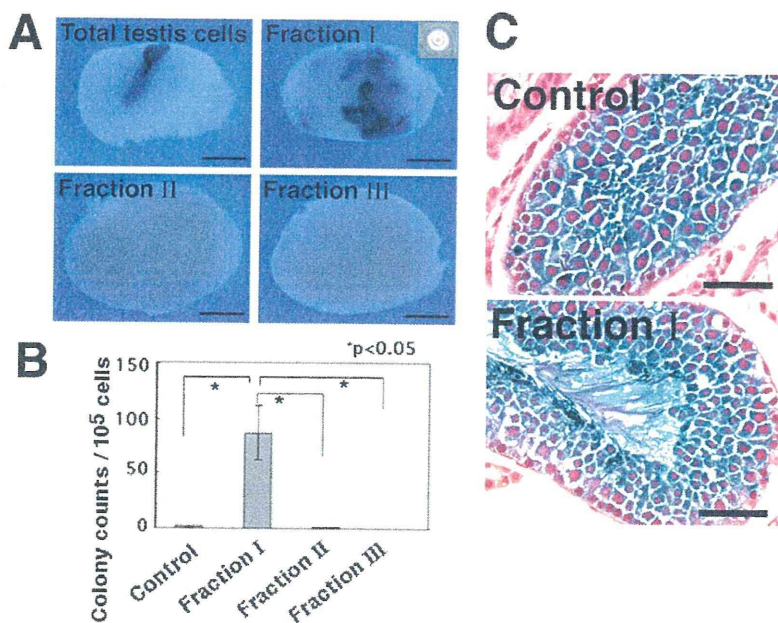 A
Total testis cells
Fraction I
Fraction II
Fraction III
B
*p<0.05
Colony counts / 10⁵ cells
150
100
50
0
*
*
*
Control
Fraction I
Fraction II
Fraction III
C
Control
Fraction I